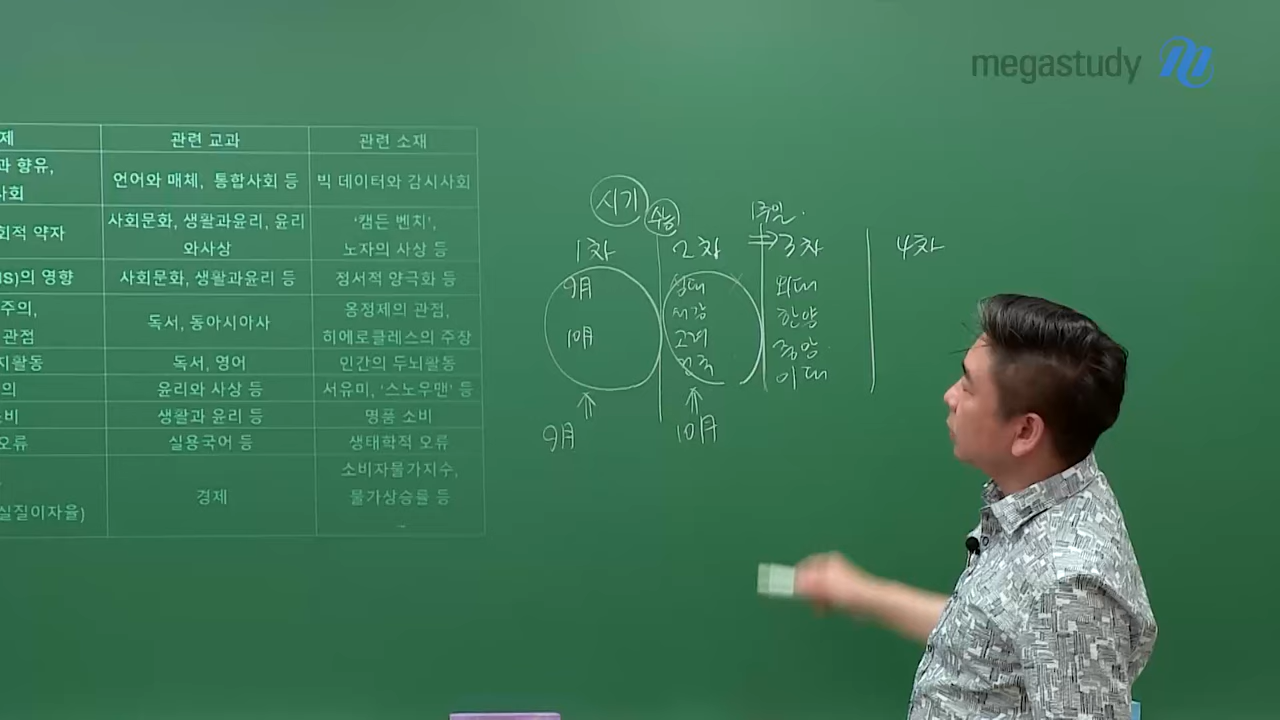 megastudy
제
관련 교과
관련 소재
과 향유,
사회
언어와 매체, 통합사회 등
빅 데이터와 감시사회
회적 약자
사회문화, 생활과윤리, 윤리
와사상
'캠든 벤치',
노자의 사상 등
NS)의 영향
사회문화, 생활과윤리 등
정서적 양극화 등
주의,
관점
독서, 동아시아사
옹정제의 관점,
히에로클레스의 주장
지활동
독서, 영어
인간의 두뇌활동
의
윤리와 사상 등
서유미, '스노우맨' 등
소비
생활과 윤리 등
명품 소비
오류
실용국어 등
생태학적 오류
실질이자율)
경제
소비자물가지수,
물가상승률 등
시기
수능
1주일.
1차
2차
⇒3차
4차
9月
10月
성대
서강
외대
한양
중앙
이대
9月
10月